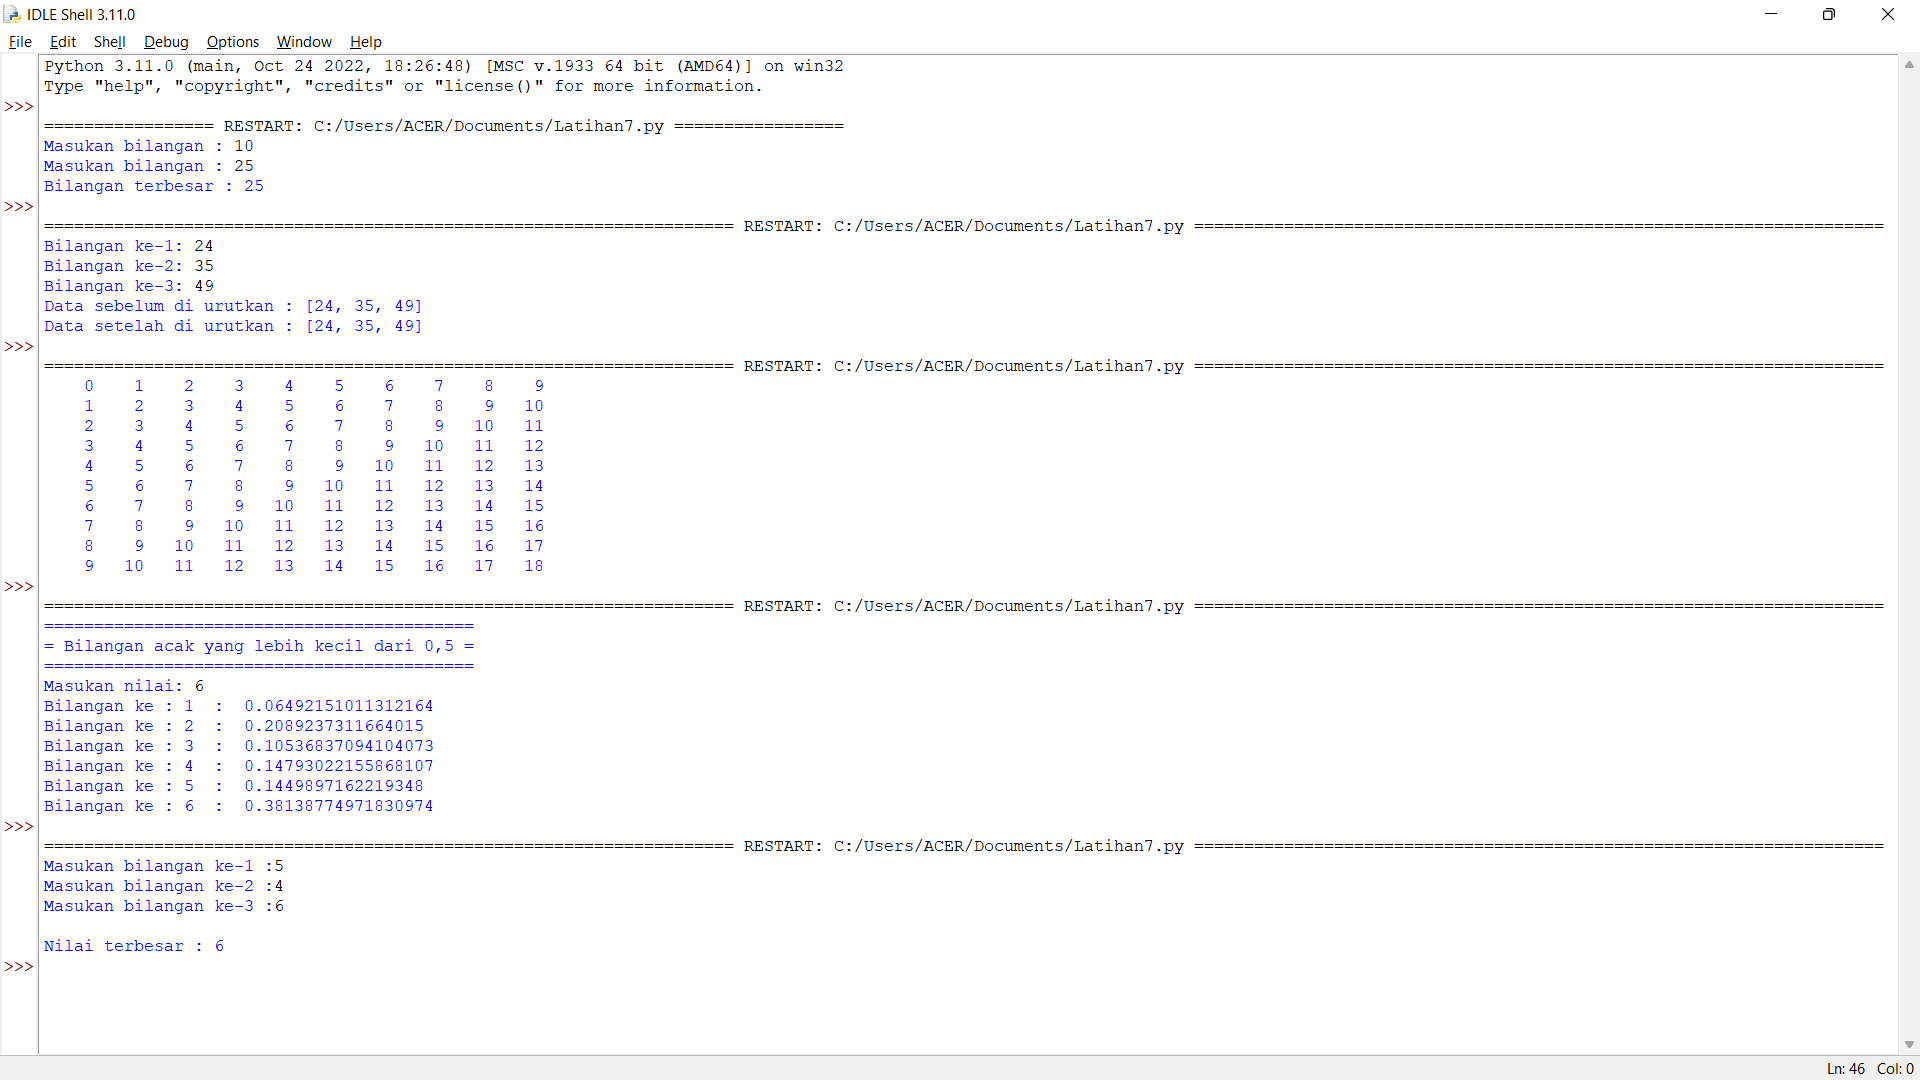 IDLE Shell 3.11.0
File Edit Shell Debug Options Window Help
Python 3.11.0 (main, Oct 24 2022, 18:26:48) [MSC v.1933 64 bit (AMD64)] on win32
Type "help", "copyright", "credits" or "license()" for more information.
>>>
================= RESTART: C:/Users/ACER/Documents/Latihan7.py =================
Masukan bilangan : 10
Masukan bilangan : 25
Bilangan terbesar : 25
>>>
===================================================================== RESTART: C:/Users/ACER/Documents/Latihan7.py =====================================================================
Bilangan ke-1: 24
Bilangan ke-2: 35
Bilangan ke-3: 49
Data sebelum di urutkan : [24, 35, 49]
Data setelah di urutkan : [24, 35, 49]
>>>
===================================================================== RESTART: C:/Users/ACER/Documents/Latihan7.py =====================================================================
    0    1    2    3    4    5    6    7    8    9
    1    2    3    4    5    6    7    8    9   10
    2    3    4    5    6    7    8    9   10   11
    3    4    5    6    7    8    9   10   11   12
    4    5    6    7    8    9   10   11   12   13
    5    6    7    8    9   10   11   12   13   14
    6    7    8    9   10   11   12   13   14   15
    7    8    9   10   11   12   13   14   15   16
    8    9   10   11   12   13   14   15   16   17
    9   10   11   12   13   14   15   16   17   18
>>>
===================================================================== RESTART: C:/Users/ACER/Documents/Latihan7.py =====================================================================
===========================================
= Bilangan acak yang lebih kecil dari 0,5 =
===========================================
Masukan nilai: 6
Bilangan ke : 1  :  0.06492151011312164
Bilangan ke : 2  :  0.2089237311664015
Bilangan ke : 3  :  0.10536837094104073
Bilangan ke : 4  :  0.14793022155868107
Bilangan ke : 5  :  0.1449897162219348
Bilangan ke : 6  :  0.38138774971830974
>>>
===================================================================== RESTART: C:/Users/ACER/Documents/Latihan7.py =====================================================================
Masukan bilangan ke-1 :5
Masukan bilangan ke-2 :4
Masukan bilangan ke-3 :6
Nilai terbesar : 6
>>>
Ln: 46 Col: 0